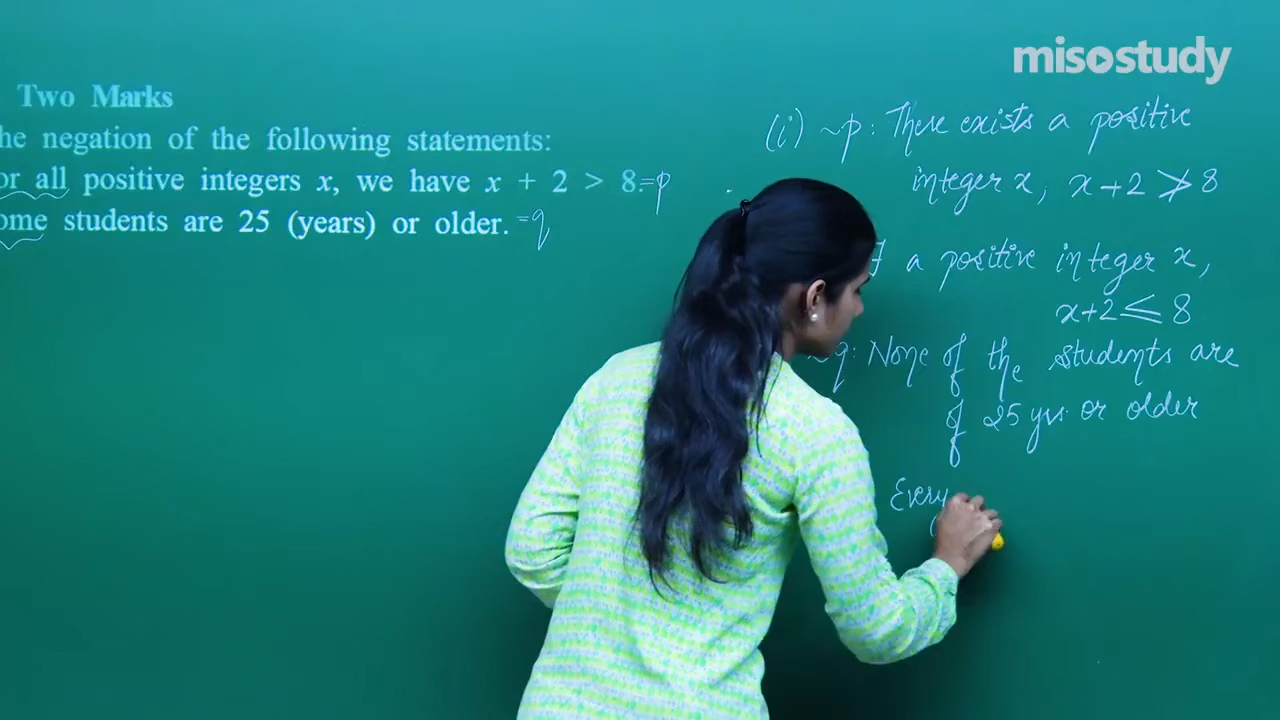 misostudy
Two Marks
he negation of the following statements:
or all positive integers x, we have x + 2 > 8. =p
ome students are 25 (years) or older. =q
(i) ~p: There exists a positive
integer x, x+2 ≯ 8
∃ a positive integer x,
x+2 ≤ 8
~q: None of the students are
of 25 yrs. or older
Every